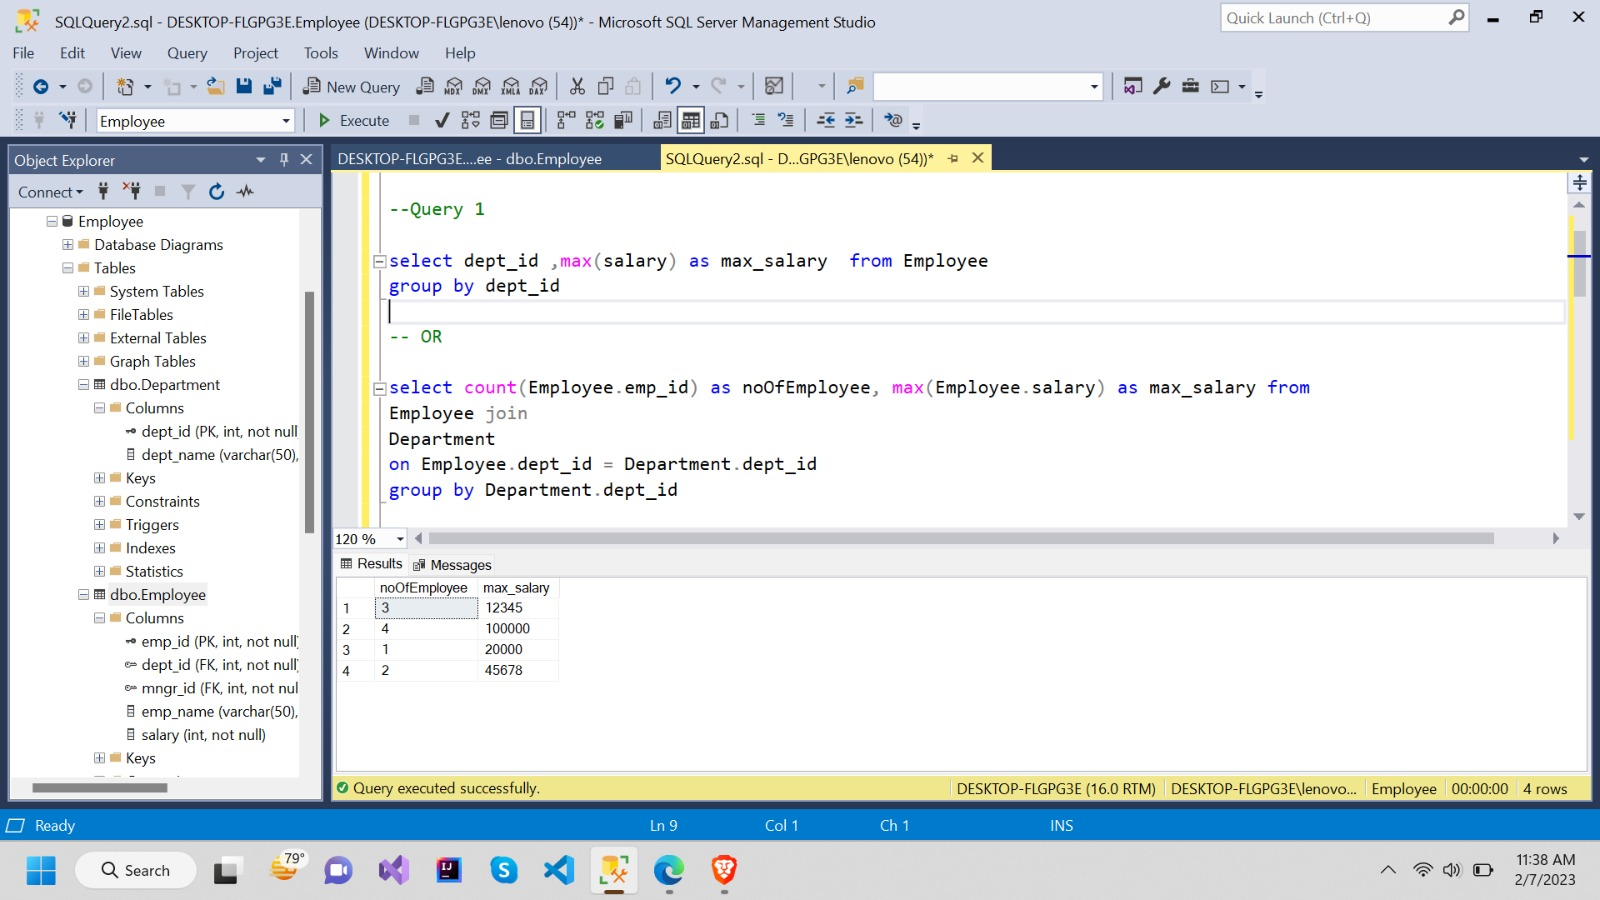 SQLQuery2.sql - DESKTOP-FLGPG3E.Employee (DESKTOP-FLGPG3E\lenovo (54))* - Microsoft SQL Server Management Studio
Quick Launch (Ctrl+Q)
File Edit View Query Project Tools Window Help
New Query MDX DMX XMLA DAX
Employee Execute
Object Explorer
DESKTOP-FLGPG3E....ee - dbo.Employee
SQLQuery2.sql - D...GPG3E\lenovo (54))*
Connect
Employee
Database Diagrams
Tables
System Tables
FileTables
External Tables
Graph Tables
dbo.Department
Columns
dept_id (PK, int, not null
dept_name (varchar(50),
Keys
Constraints
Triggers
Indexes
Statistics
dbo.Employee
Columns
emp_id (PK, int, not null)
dept_id (FK, int, not null)
mngr_id (FK, int, not nul
emp_name (varchar(50),
salary (int, not null)
Keys
--Query 1
select dept_id ,max(salary) as max_salary  from Employee
group by dept_id
-- OR
select count(Employee.emp_id) as noOfEmployee, max(Employee.salary) as max_salary from
Employee join
Department
on Employee.dept_id = Department.dept_id
group by Department.dept_id
120 %
Results Messages
noOfEmployee max_salary
1 3 12345
2 4 100000
3 1 20000
4 2 45678
Query executed successfully.
DESKTOP-FLGPG3E (16.0 RTM) DESKTOP-FLGPG3E\lenovo... Employee 00:00:00 4 rows
Ready Ln 9 Col 1 Ch 1 INS
Search 79°
11:38 AM
2/7/2023